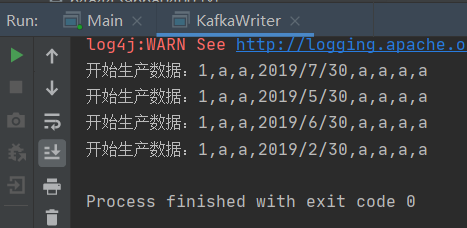 Run: Main × KafkaWriter ×
log4j:WARN See http://logging.apache.o
开始生产数据：1,a,a,2019/7/30,a,a,a,a
开始生产数据：1,a,a,2019/5/30,a,a,a,a
开始生产数据：1,a,a,2019/6/30,a,a,a,a
开始生产数据：1,a,a,2019/2/30,a,a,a,a
Process finished with exit code 0